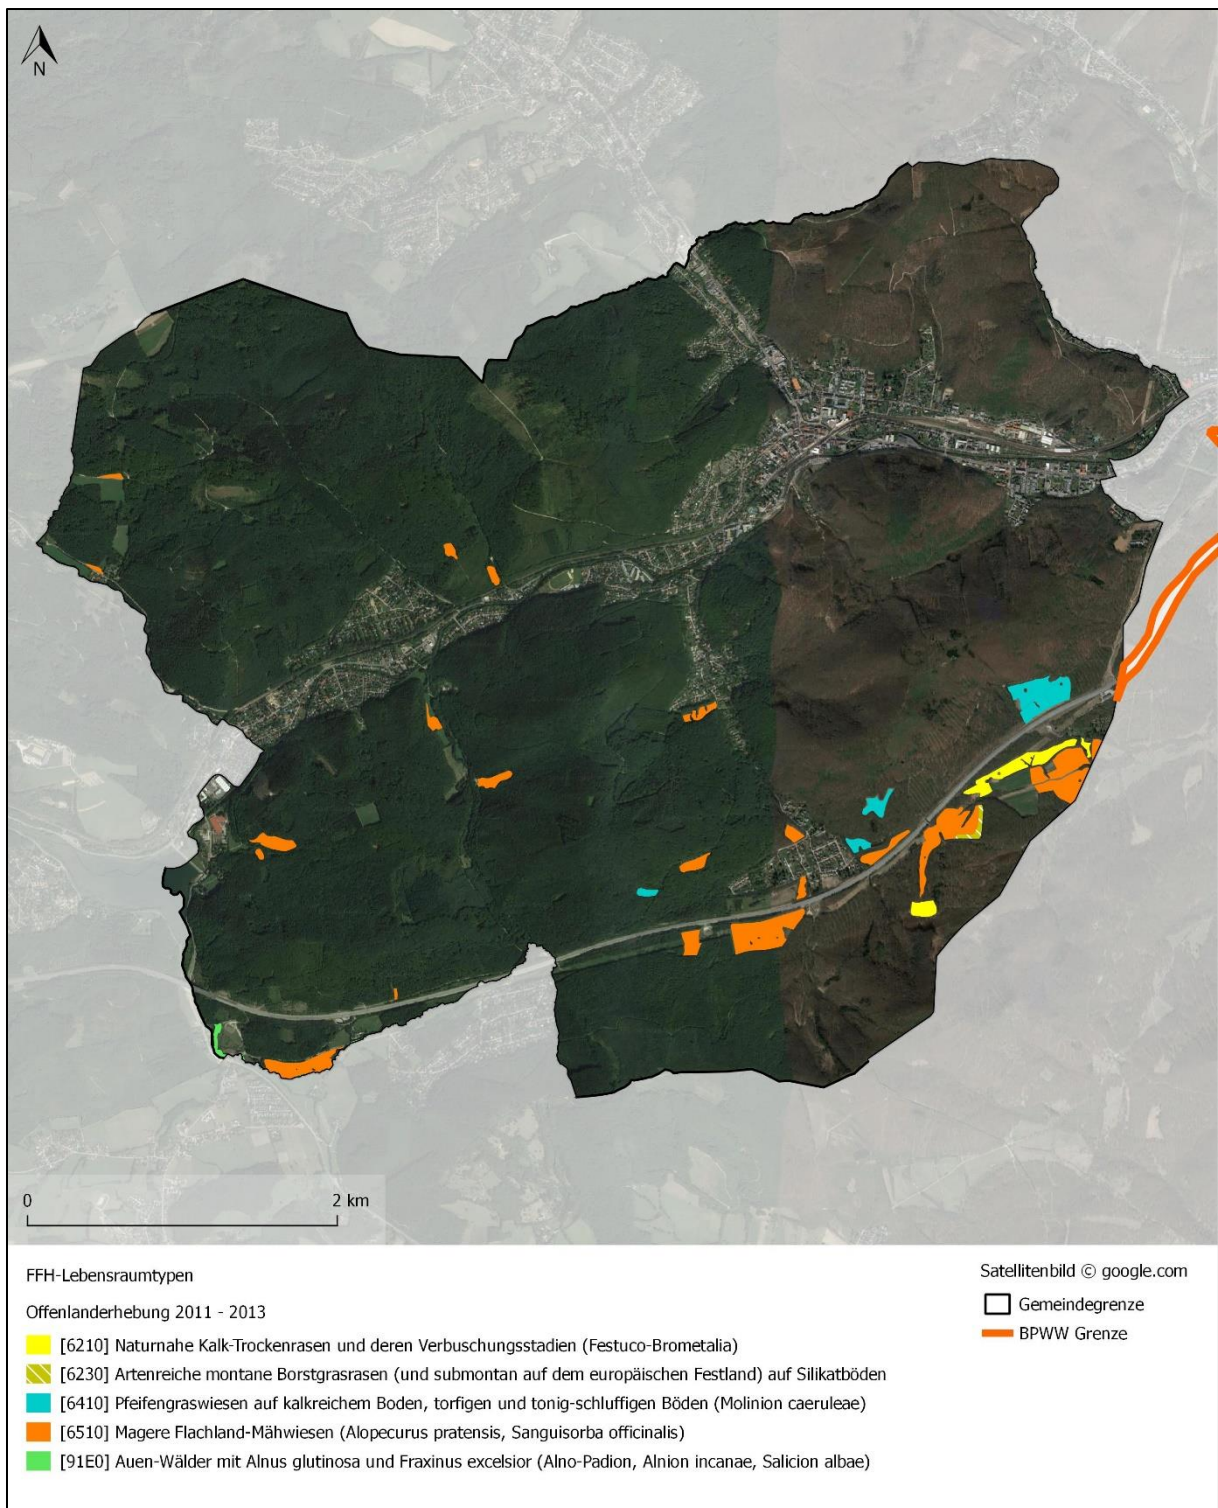 N
0 2 km
FFH-Lebensraumtypen
Offenlanderhebung 2011 - 2013
[6210] Naturnahe Kalk-Trockenrasen und deren Verbuschungsstadien (Festuco-Brometalia)
[6230] Artenreiche montane Borstgrasrasen (und submontan auf dem europäischen Festland) auf Silikatböden
[6410] Pfeifengraswiesen auf kalkreichem Boden, torfigen und tonig-schluffigen Böden (Molinion caeruleae)
[6510] Magere Flachland-Mähwiesen (Alopecurus pratensis, Sanguisorba officinalis)
[91E0] Auen-Wälder mit Alnus glutinosa und Fraxinus excelsior (Alno-Padion, Alnion incanae, Salicion albae)
Satellitenbild © google.com
Gemeindegrenze
BPWW Grenze